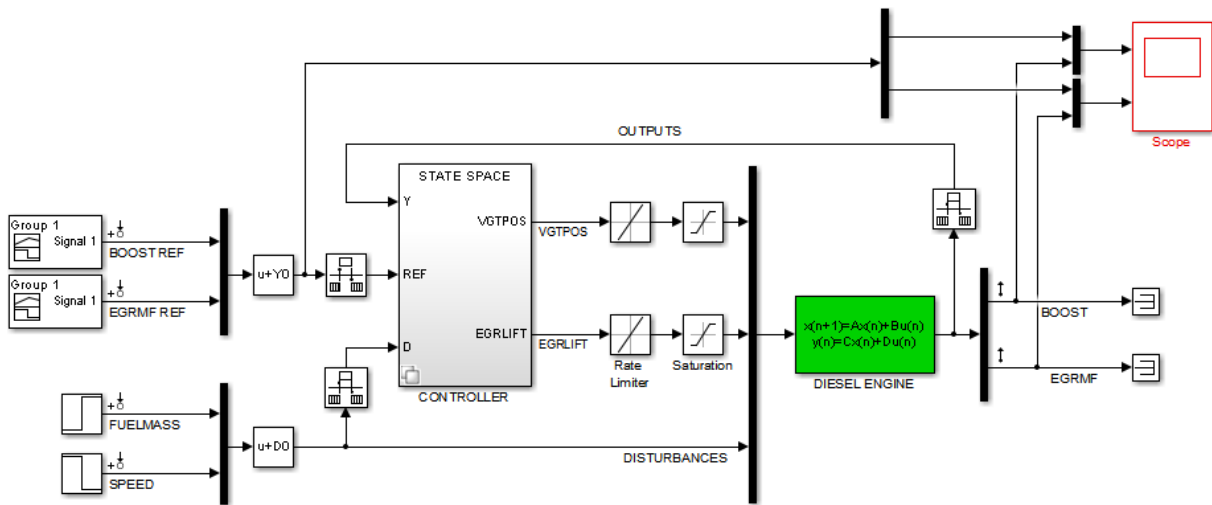 OUTPUTS
Scope
STATE SPACE
Y
VGTPOS
VGTPOS
Group 1
Signal 1
BOOST REF
REF
u+Y0
Group 1
Signal 1
EGRMF REF
EGRLIFT
EGRLIFT
D
Rate
Limiter
Saturation
CONTROLLER
x(n+1)=Ax(n)+Bu(n)
y(n)=Cx(n)+Du(n)
DIESEL ENGINE
BOOST
EGRMF
FUELMASS
u+D0
DISTURBANCES
SPEED